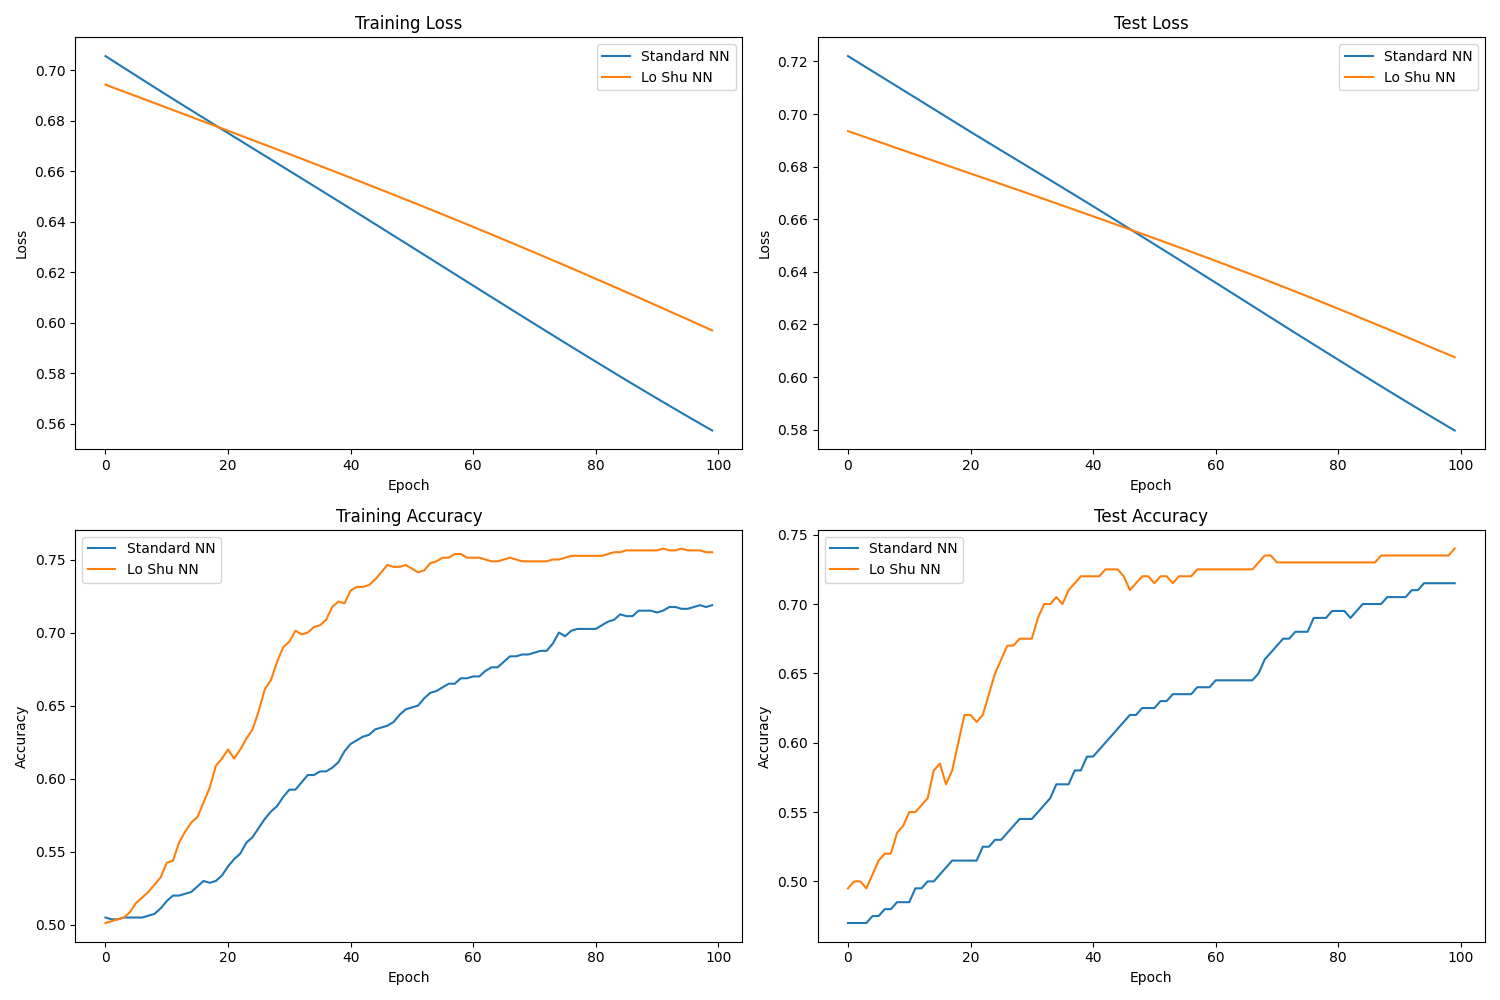 Training Loss
Standard NN
Lo Shu NN
0.70
0.68
0.66
0.64
0.62
0.60
0.58
0.56
Loss
0 20 40 60 80 100
Epoch
Test Loss
Standard NN
Lo Shu NN
0.72
0.70
0.68
0.66
0.64
0.62
0.60
0.58
Loss
0 20 40 60 80 100
Epoch
Training Accuracy
Standard NN
Lo Shu NN
0.75
0.70
0.65
0.60
0.55
0.50
Accuracy
0 20 40 60 80 100
Epoch
Test Accuracy
Standard NN
Lo Shu NN
0.75
0.70
0.65
0.60
0.55
0.50
Accuracy
0 20 40 60 80 100
Epoch